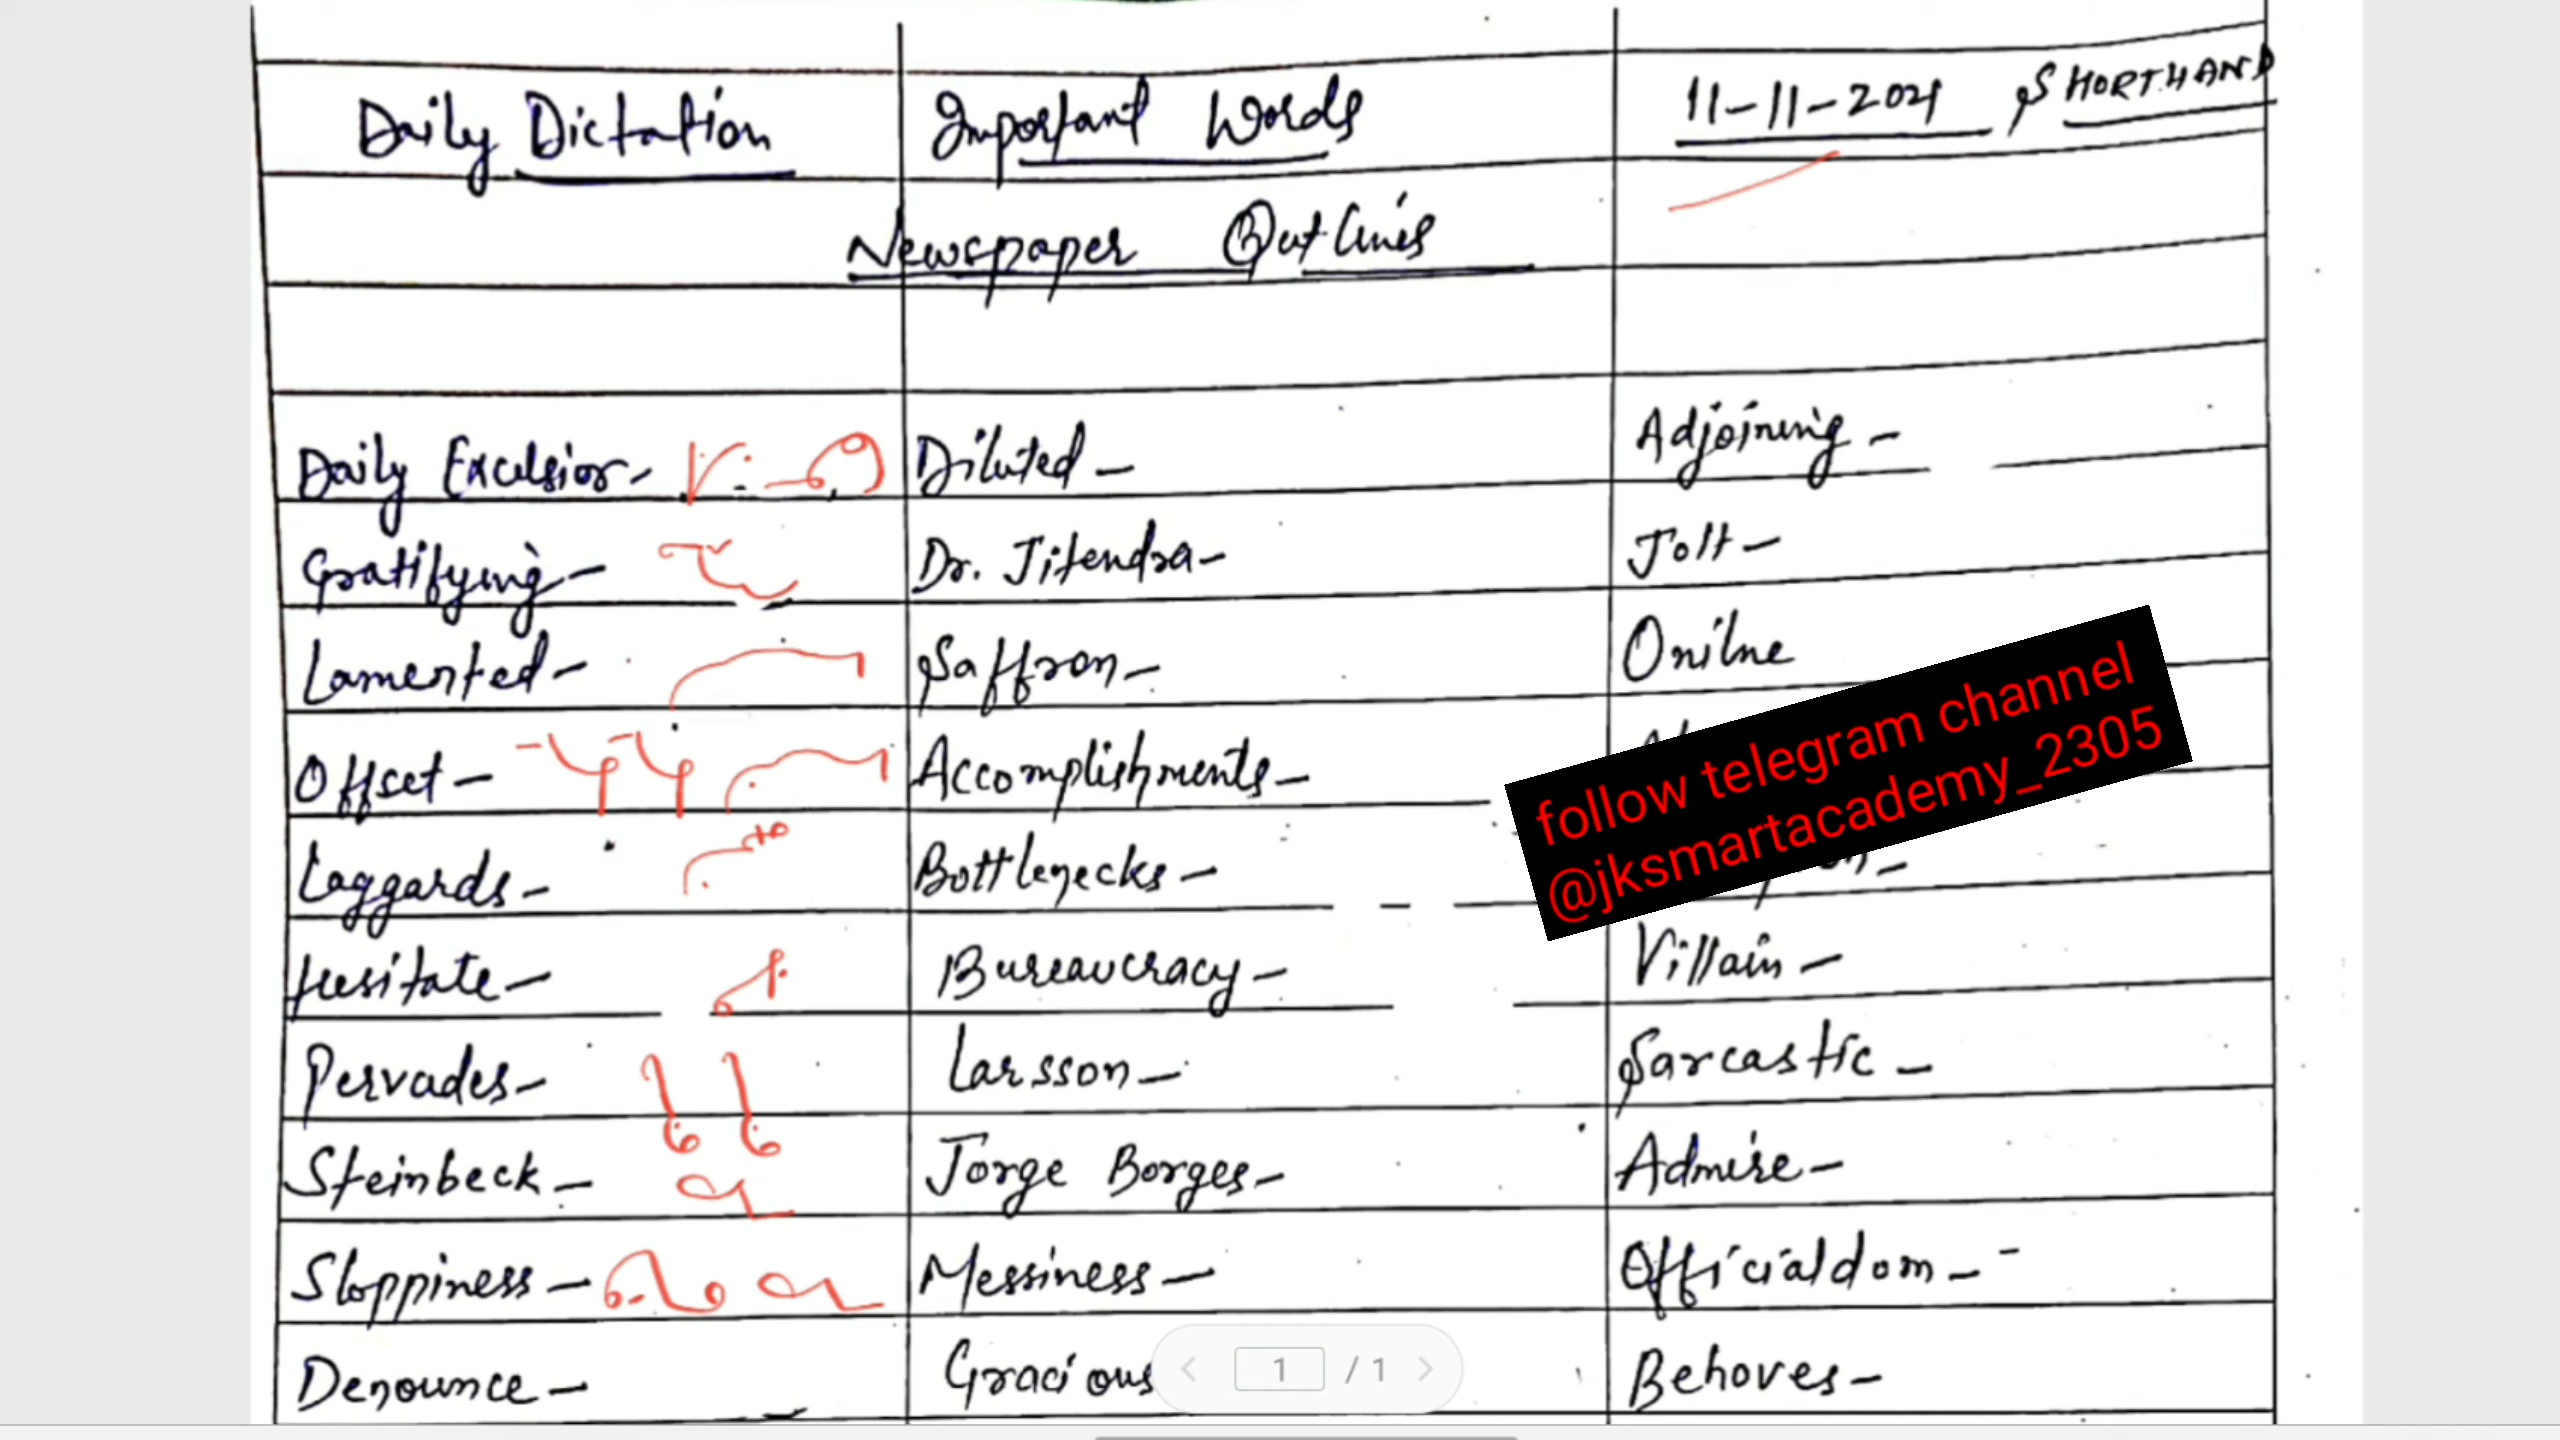 Daily Dictation Important Words 11-11-2021 SHORTHAND
Newspaper Outlines
Daily Excelsior- Diluted - Adjoining -
Gratifying - Dr. Jitendra- Jolt -
Lamented - Saffron - Onilne
Offset - Accomplishments -
follow telegram channel
@jksmartacademy_2305
Laggards - Bottlenecks -
Hesitate - Bureaucracy - Villain -
Pervades - Larsson - Sarcastic -
Steinbeck - Jorge Borges - Admire -
Sloppiness - Messiness - Officialdom -
Denounce - Gracious Behoves -
1 / 1